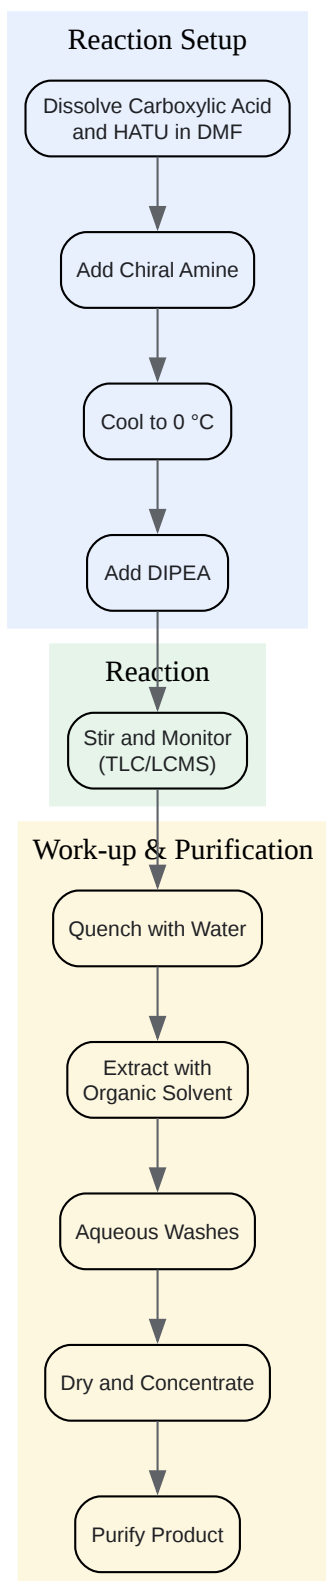 Reaction Setup
Dissolve Carboxylic Acid
and HATU in DMF
Add Chiral Amine
Cool to 0 °C
Add DIPEA
Reaction
Stir and Monitor
(TLC/LCMS)
Work-up & Purification
Quench with Water
Extract with
Organic Solvent
Aqueous Washes
Dry and Concentrate
Purify Product